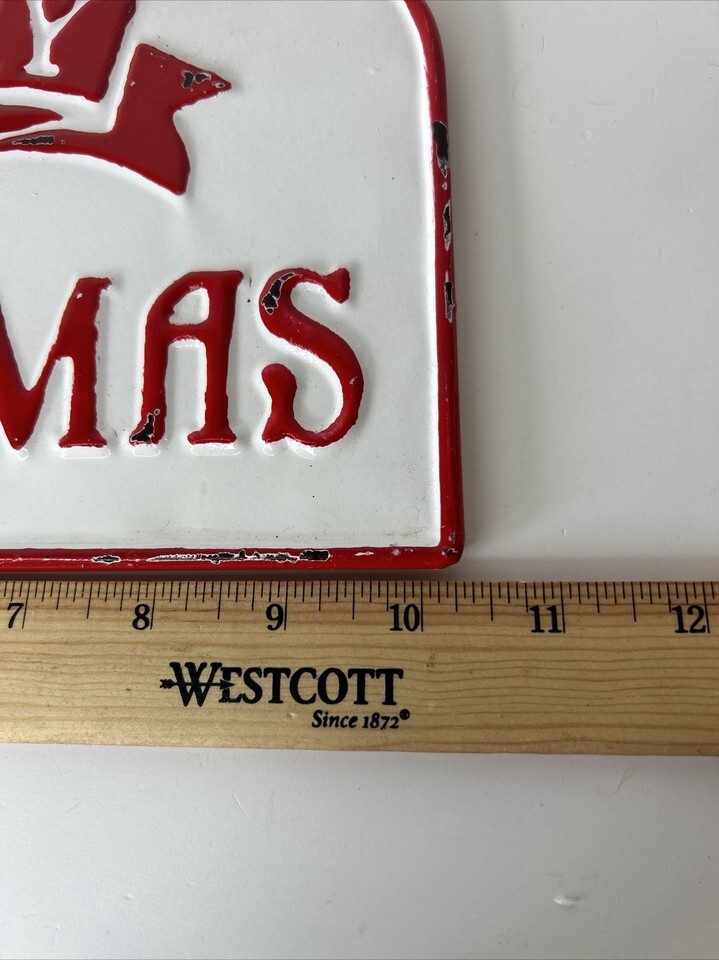 Y
MAS
7 8 9 10 11 12
WESTCOTT
Since 1872®